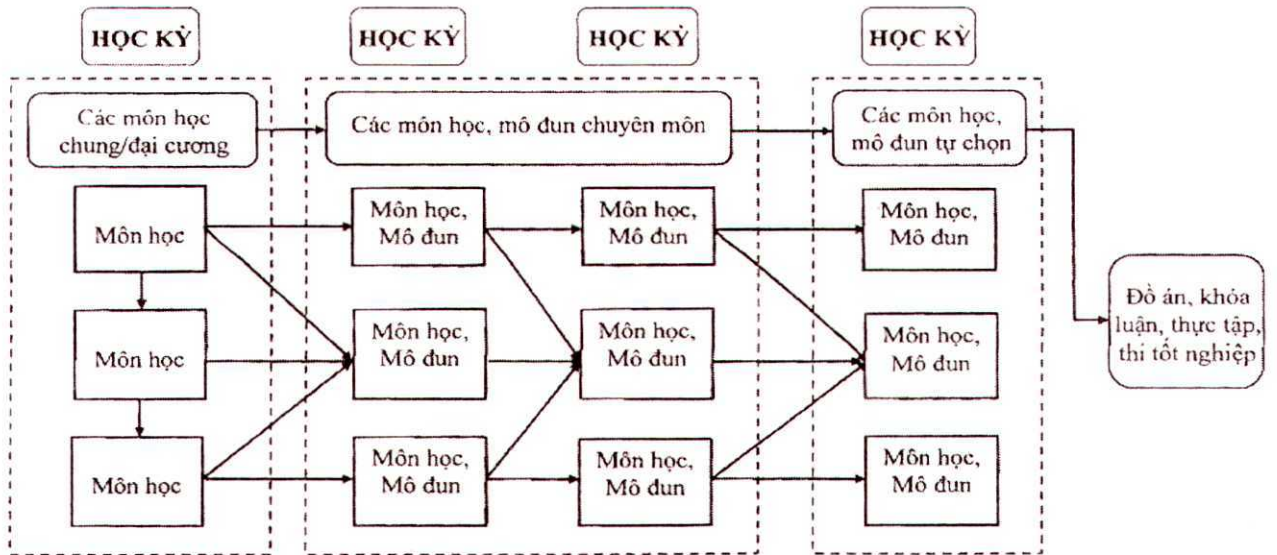 HỌC KỲ
HỌC KỲ
HỌC KỲ
HỌC KỲ
Các môn học
chung/đại cương
Các môn học, mô đun chuyên môn
Các môn học,
mô đun tự chọn
Môn học
Môn học,
Mô đun
Môn học,
Mô đun
Môn học,
Mô đun
Môn học
Môn học,
Mô đun
Môn học,
Mô đun
Môn học,
Mô đun
Môn học
Môn học,
Mô đun
Môn học,
Mô đun
Môn học,
Mô đun
Đồ án, khóa
luận, thực tập,
thi tốt nghiệp